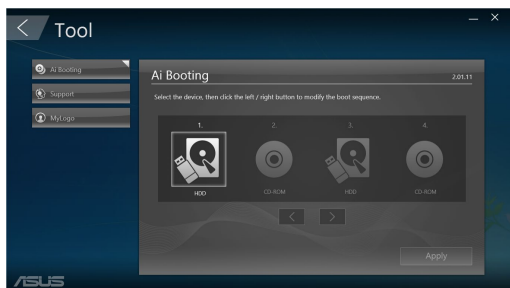 Tool
Ai Booting
Support
MyLogo
Ai Booting
2.01.11
Select the device, then click the left / right button to modify the boot sequence.
1. 2. 3. 4.
HDD CD-ROM HDD CD-ROM
Apply
ASUS